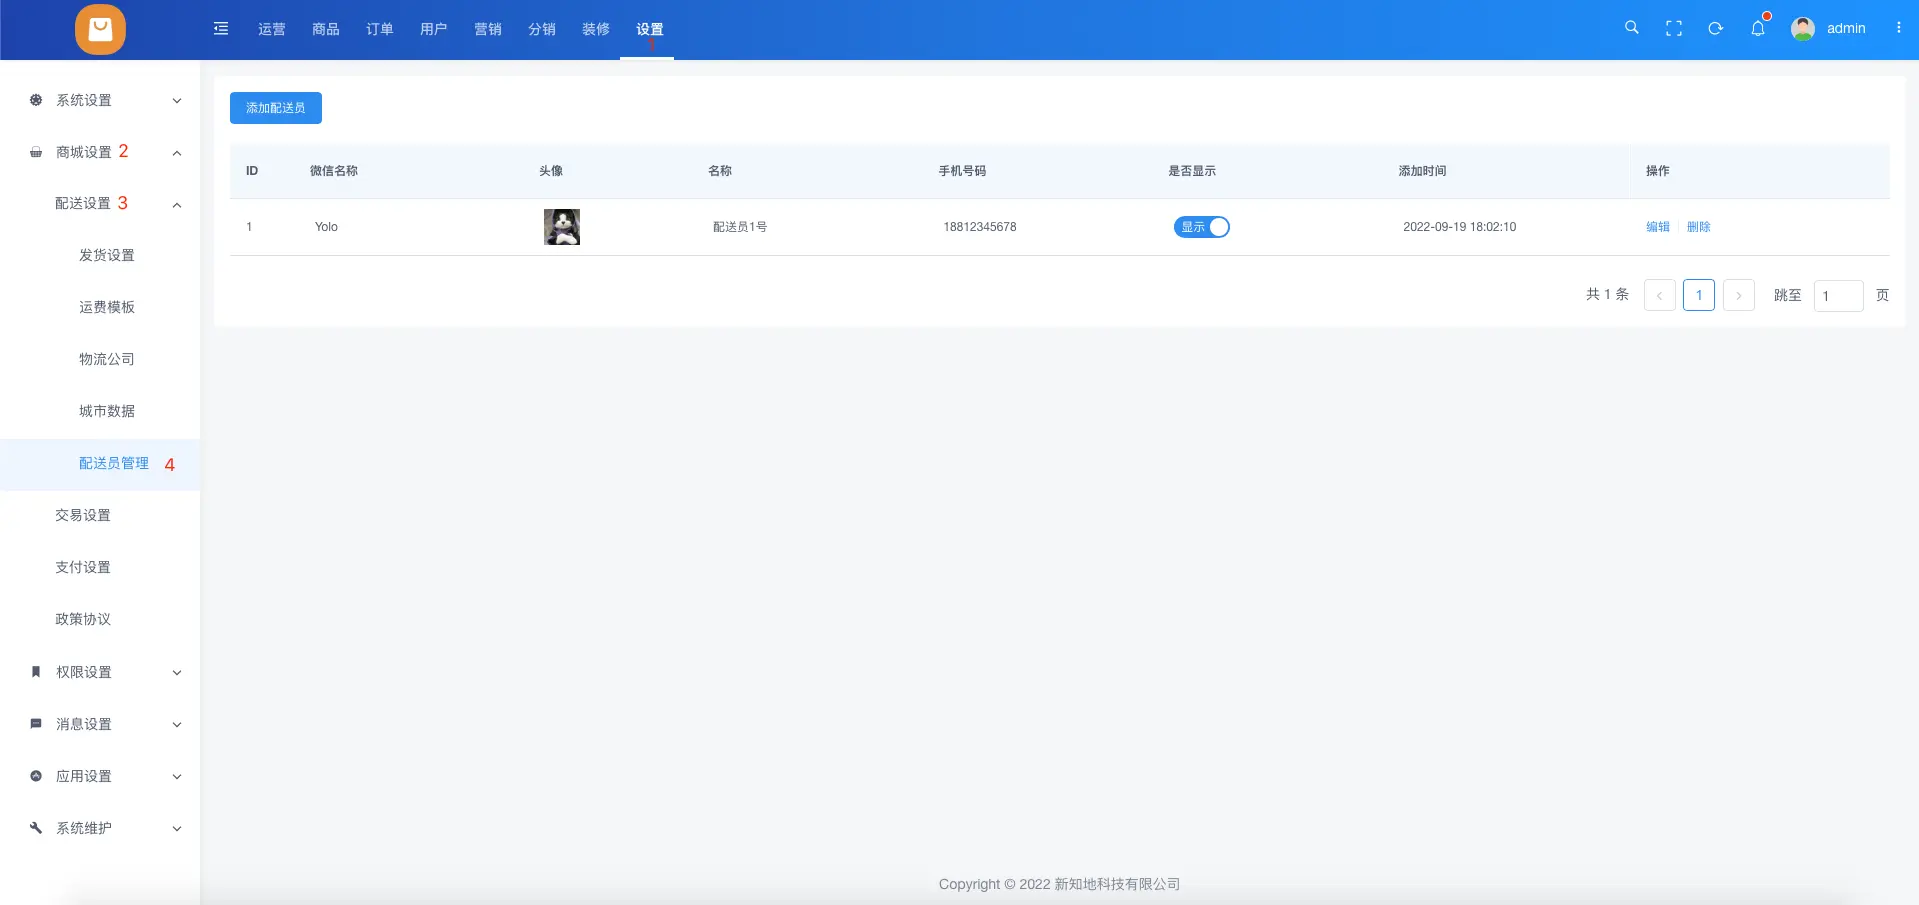 运营 商品 订单 用户 营销 分销 装修 设置 admin
1
系统设置
商城设置 2
配送设置 3
发货设置
运费模板
物流公司
城市数据
配送员管理 4
交易设置
支付设置
政策协议
权限设置
消息设置
应用设置
系统维护
添加配送员
ID 微信名称 头像 名称 手机号码 是否显示 添加时间 操作
1 Yolo 配送员1号 18812345678 显示 2022-09-19 18:02:10 编辑 删除
共 1 条 1 跳至 1 页
Copyright © 2022 新知地科技有限公司